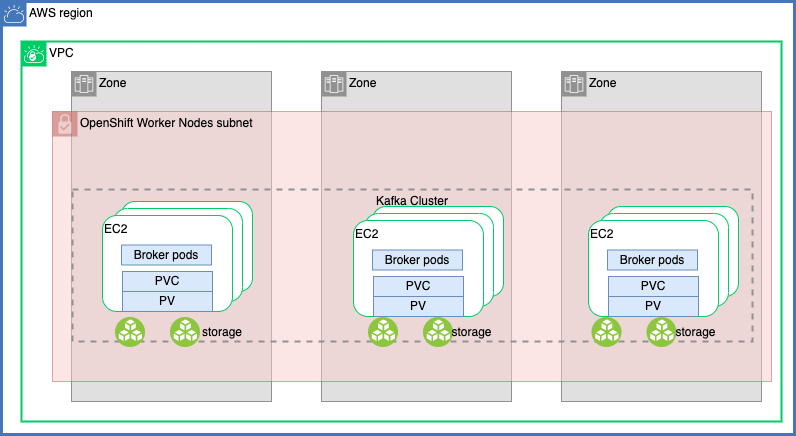 AWS region
VPC
Zone
Zone
Zone
OpenShift Worker Nodes subnet
Kafka Cluster
EC2
Broker pods
PVC
PV
storage
EC2
Broker pods
PVC
PV
storage
EC2
Broker pods
PVC
PV
storage